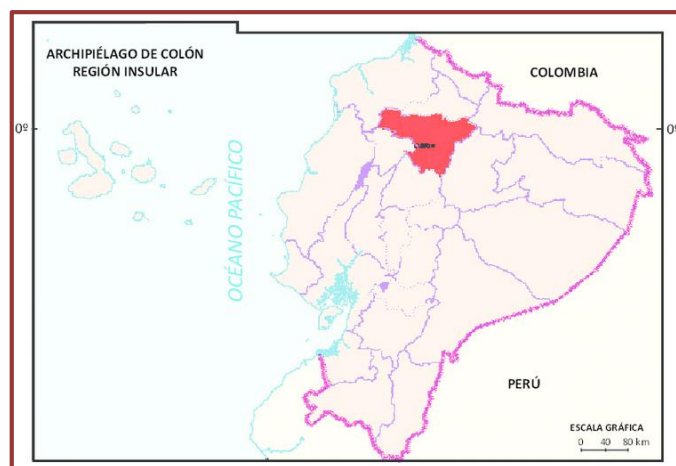 ARCHIPIÉLAGO DE COLÓN
REGIÓN INSULAR
COLOMBIA
0º
0º
OCÉANO PACÍFICO
PERÚ
ESCALA GRÁFICA
0 40 80 km